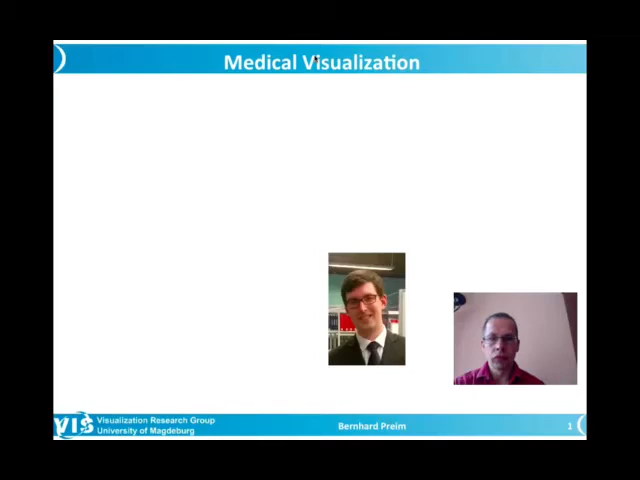 Medical Visualization
VIS
Visualization Research Group
University of Magdeburg
Bernhard Preim
1